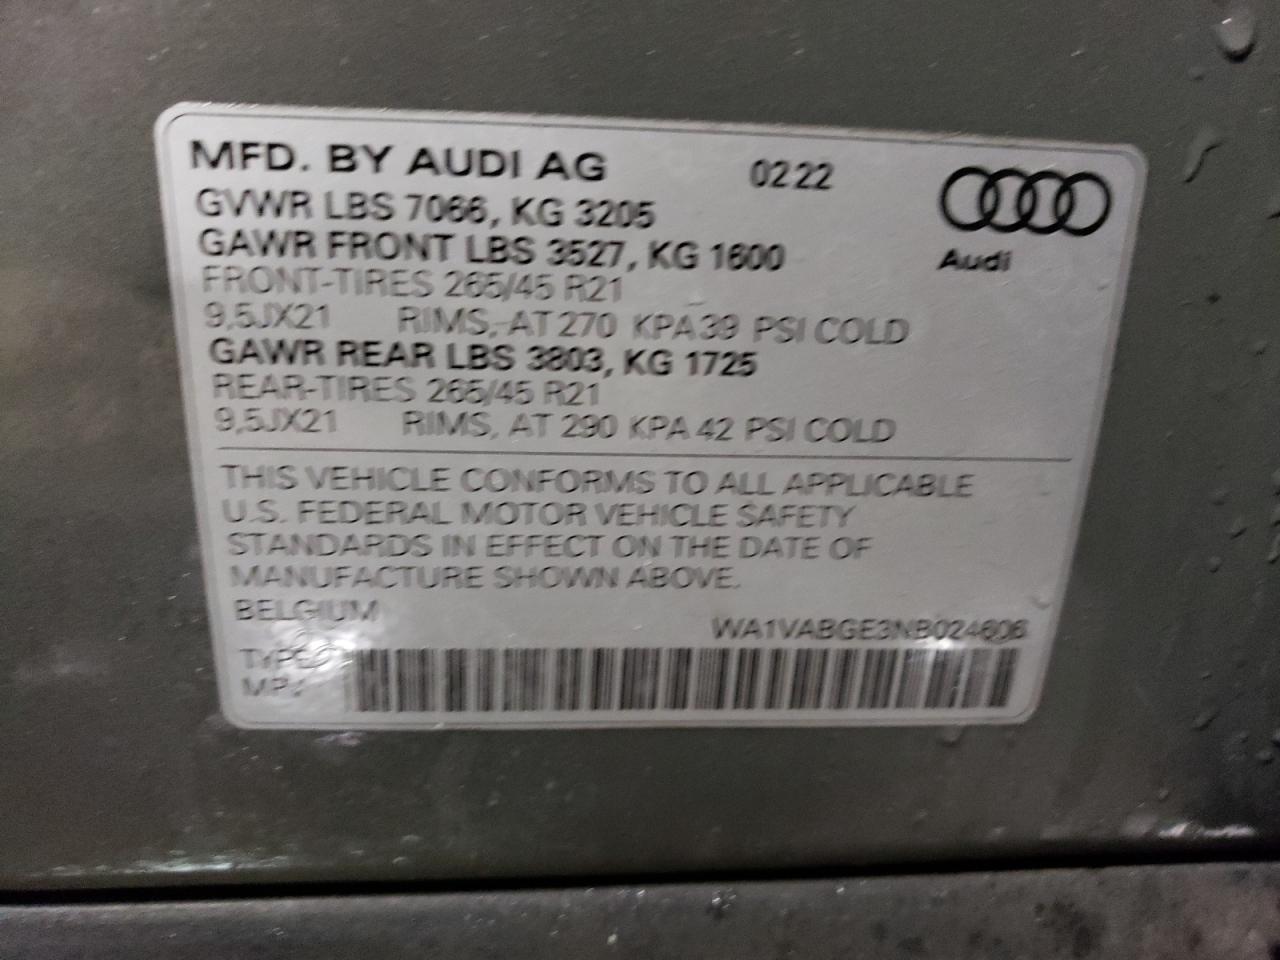 MFD. BY AUDI AG 02 22
GVWR LBS 7066, KG 3205
Audi
GAWR FRONT LBS 3527, KG 1600
FRONT-TIRES 265/45 R21
9,5JX21 RIMS, AT 270 KPA 39 PSI COLD
GAWR REAR LBS 3803, KG 1725
REAR-TIRES 265/45 R21
9,5JX21 RIMS, AT 290 KPA 42 PSI COLD
THIS VEHICLE CONFORMS TO ALL APPLICABLE
U.S. FEDERAL MOTOR VEHICLE SAFETY
STANDARDS IN EFFECT ON THE DATE OF
MANUFACTURE SHOWN ABOVE.
BELGIUM
WA1VABGE3NB024606
TYPE:
MPV